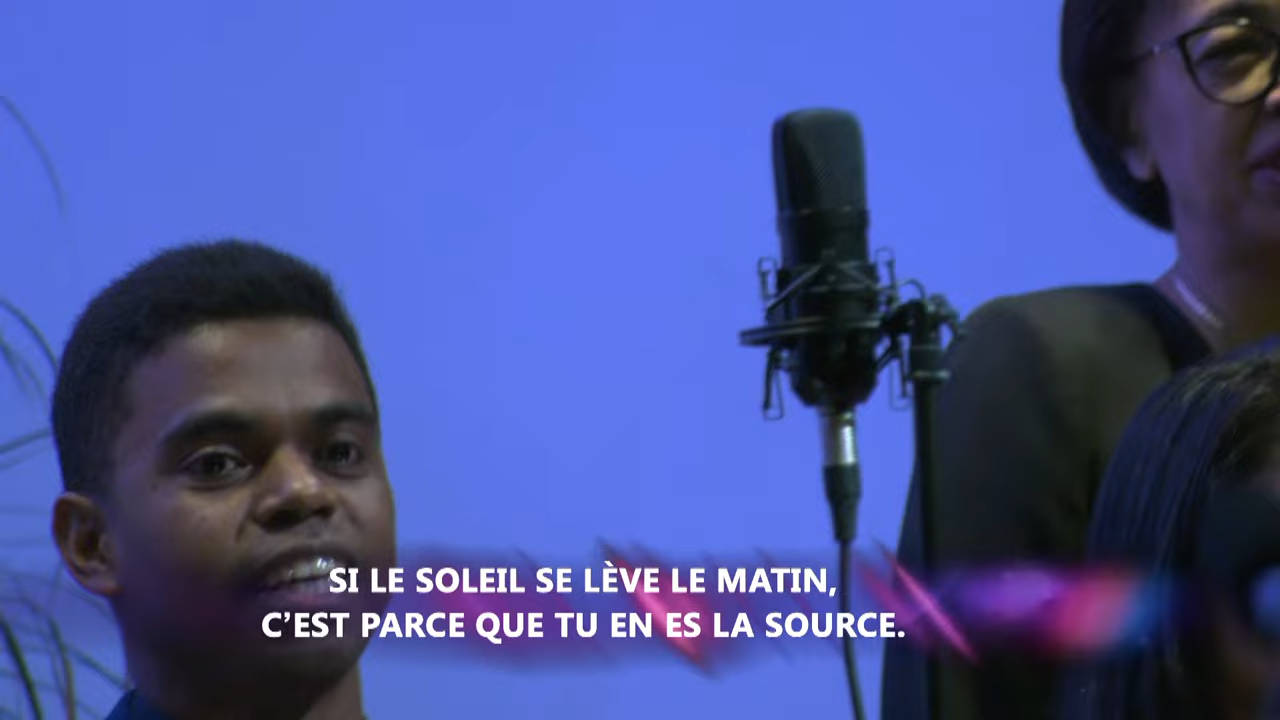 SI LE SOLEIL SE LÈVE LE MATIN,
C’EST PARCE QUE TU EN ES LA SOURCE.